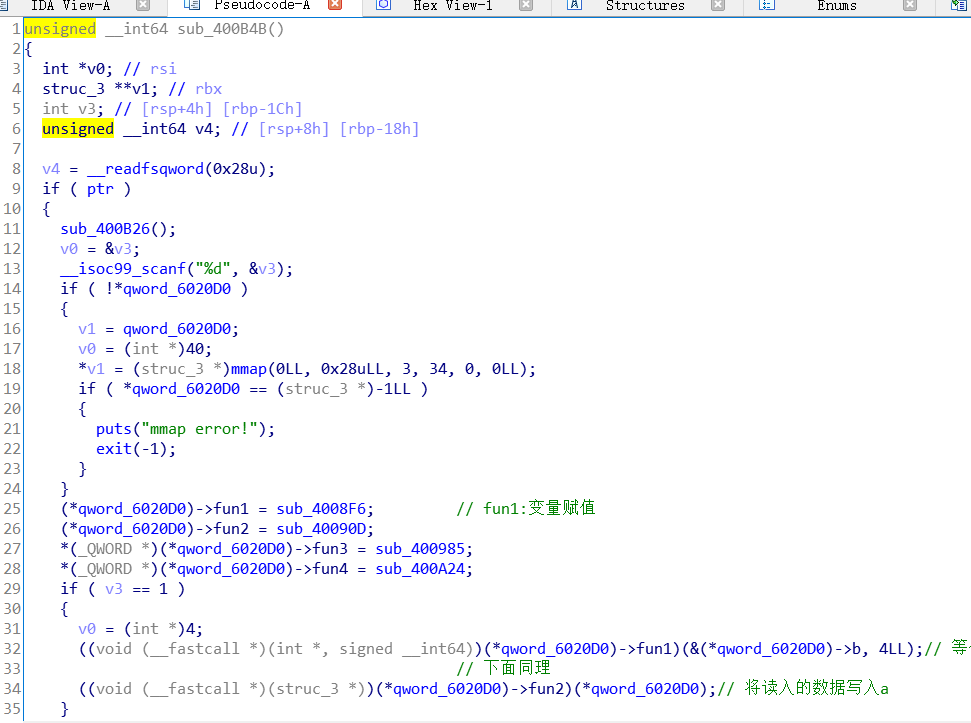 IDA View-A Pseudocode-A Hex View-1 Structures Enums
1 unsigned __int64 sub_400B4B()
2 {
3 int *v0; // rsi
4 struc_3 **v1; // rbx
5 int v3; // [rsp+4h] [rbp-1Ch]
6 unsigned __int64 v4; // [rsp+8h] [rbp-18h]
7
8 v4 = __readfsqword(0x28u);
9 if ( ptr )
10 {
11 sub_400B26();
12 v0 = &v3;
13 __isoc99_scanf("%d", &v3);
14 if ( !*qword_6020D0 )
15 {
16 v1 = qword_6020D0;
17 v0 = (int *)40;
18 *v1 = (struc_3 *)mmap(0LL, 0x28uLL, 3, 34, 0, 0LL);
19 if ( *qword_6020D0 == (struc_3 *)-1LL )
20 {
21 puts("mmap error!");
22 exit(-1);
23 }
24 }
25 (*qword_6020D0)->fun1 = sub_4008F6; // fun1:变量赋值
26 (*qword_6020D0)->fun2 = sub_40090D;
27 *(_QWORD *)(*qword_6020D0)->fun3 = sub_400985;
28 *(_QWORD *)(*qword_6020D0)->fun4 = sub_400A24;
29 if ( v3 == 1 )
30 {
31 v0 = (int *)4;
32 ((void (__fastcall *)(int *, signed __int64))(*qword_6020D0)->fun1)(&(*qword_6020D0)->b, 4LL);// 等
33 // 下面同理
34 ((void (__fastcall *)(struc_3 *))(*qword_6020D0)->fun2)(*qword_6020D0);// 将读入的数据写入a
35 }